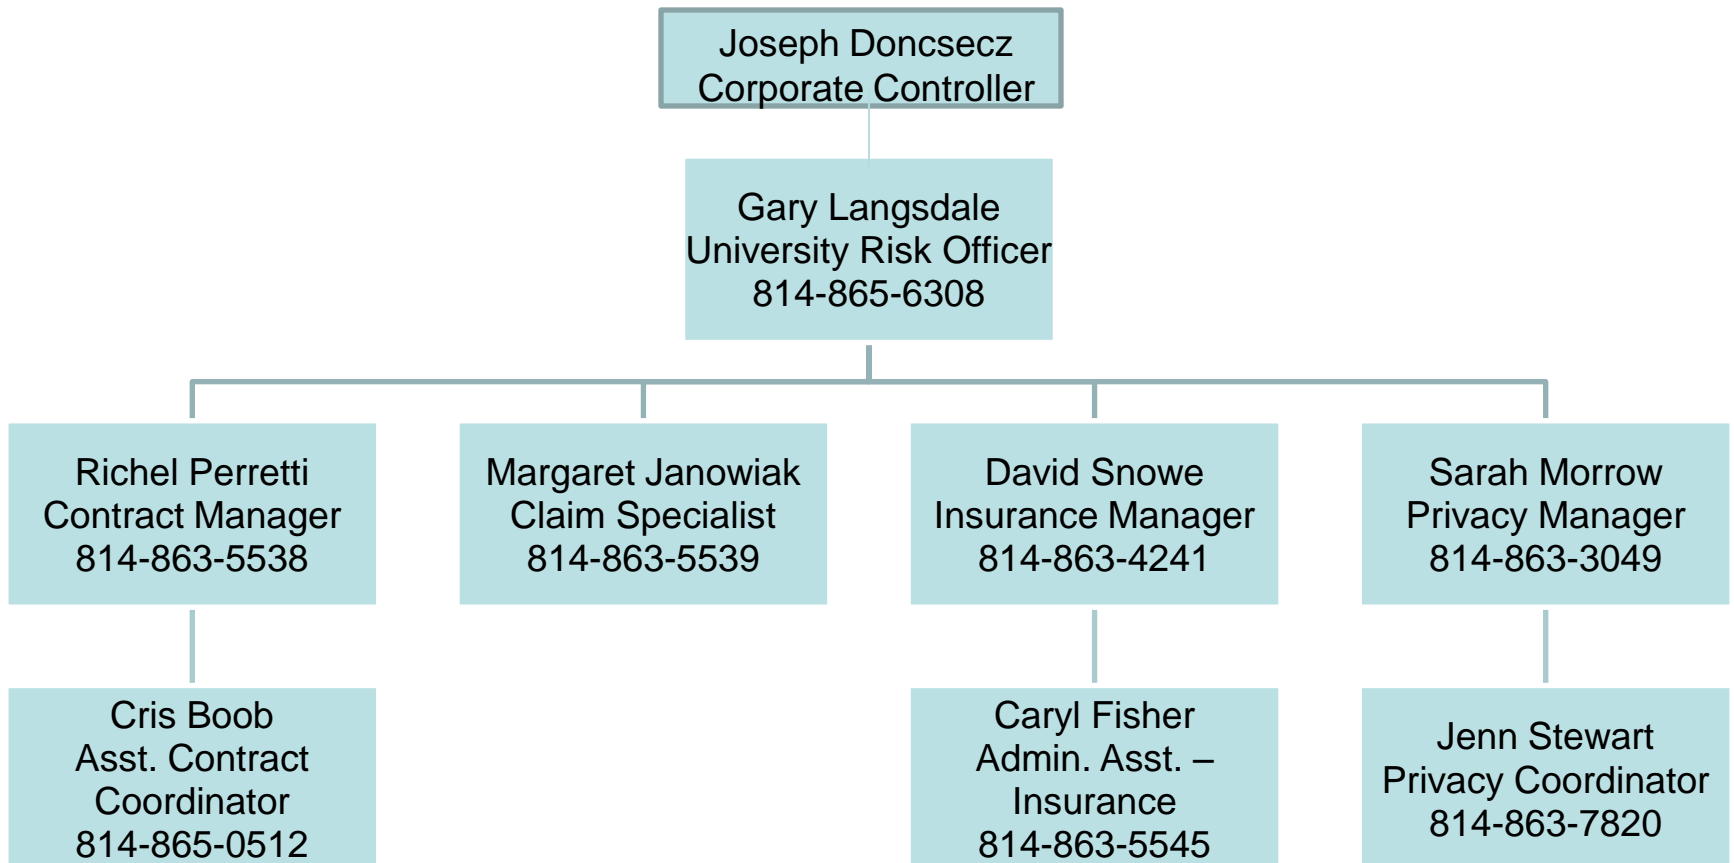 Joseph Doncsecz
Corporate Controller
Gary Langsdale
University Risk Officer
814-865-6308
Richel Perretti
Contract Manager
814-863-5538
Margaret Janowiak
Claim Specialist
814-863-5539
David Snowe
Insurance Manager
814-863-4241
Sarah Morrow
Privacy Manager
814-863-3049
Cris Boob
Asst. Contract
Coordinator
814-865-0512
Caryl Fisher
Admin. Asst. –
Insurance
814-863-5545
Jenn Stewart
Privacy Coordinator
814-863-7820